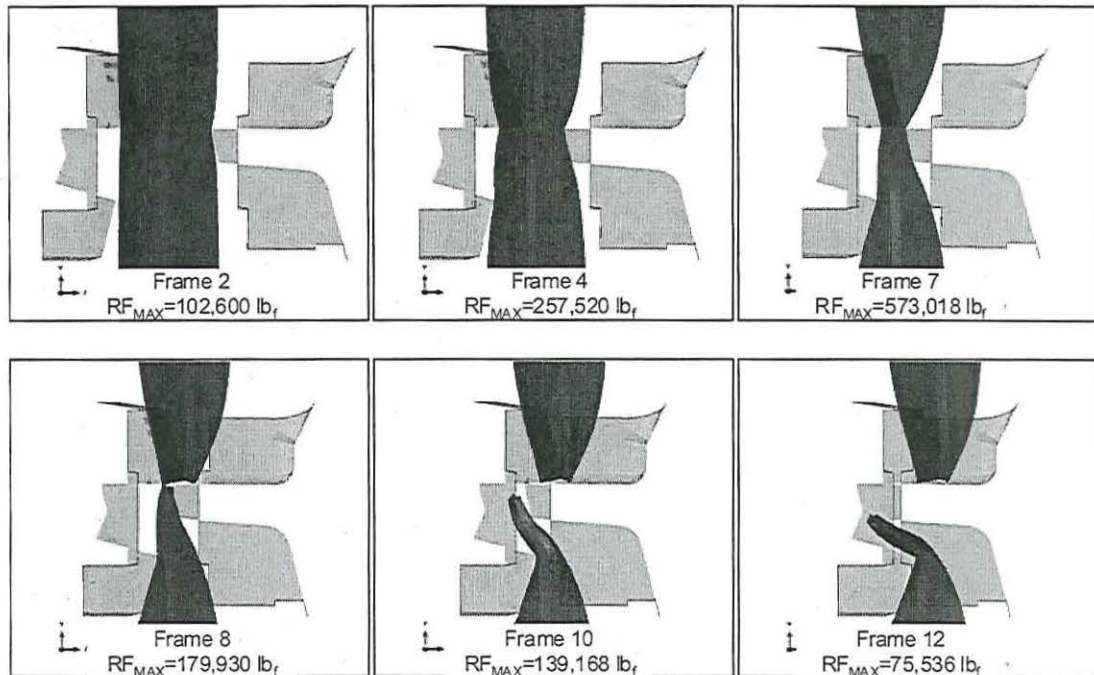 Frame 2
RF_MAX=102,600 lb_f
Frame 4
RF_MAX=257,520 lb_f
Frame 7
RF_MAX=573,018 lb_f
Frame 8
RF_MAX=179,930 lb_f
Frame 10
RF_MAX=139,168 lb_f
Frame 12
RF_MAX=75,536 lb_f